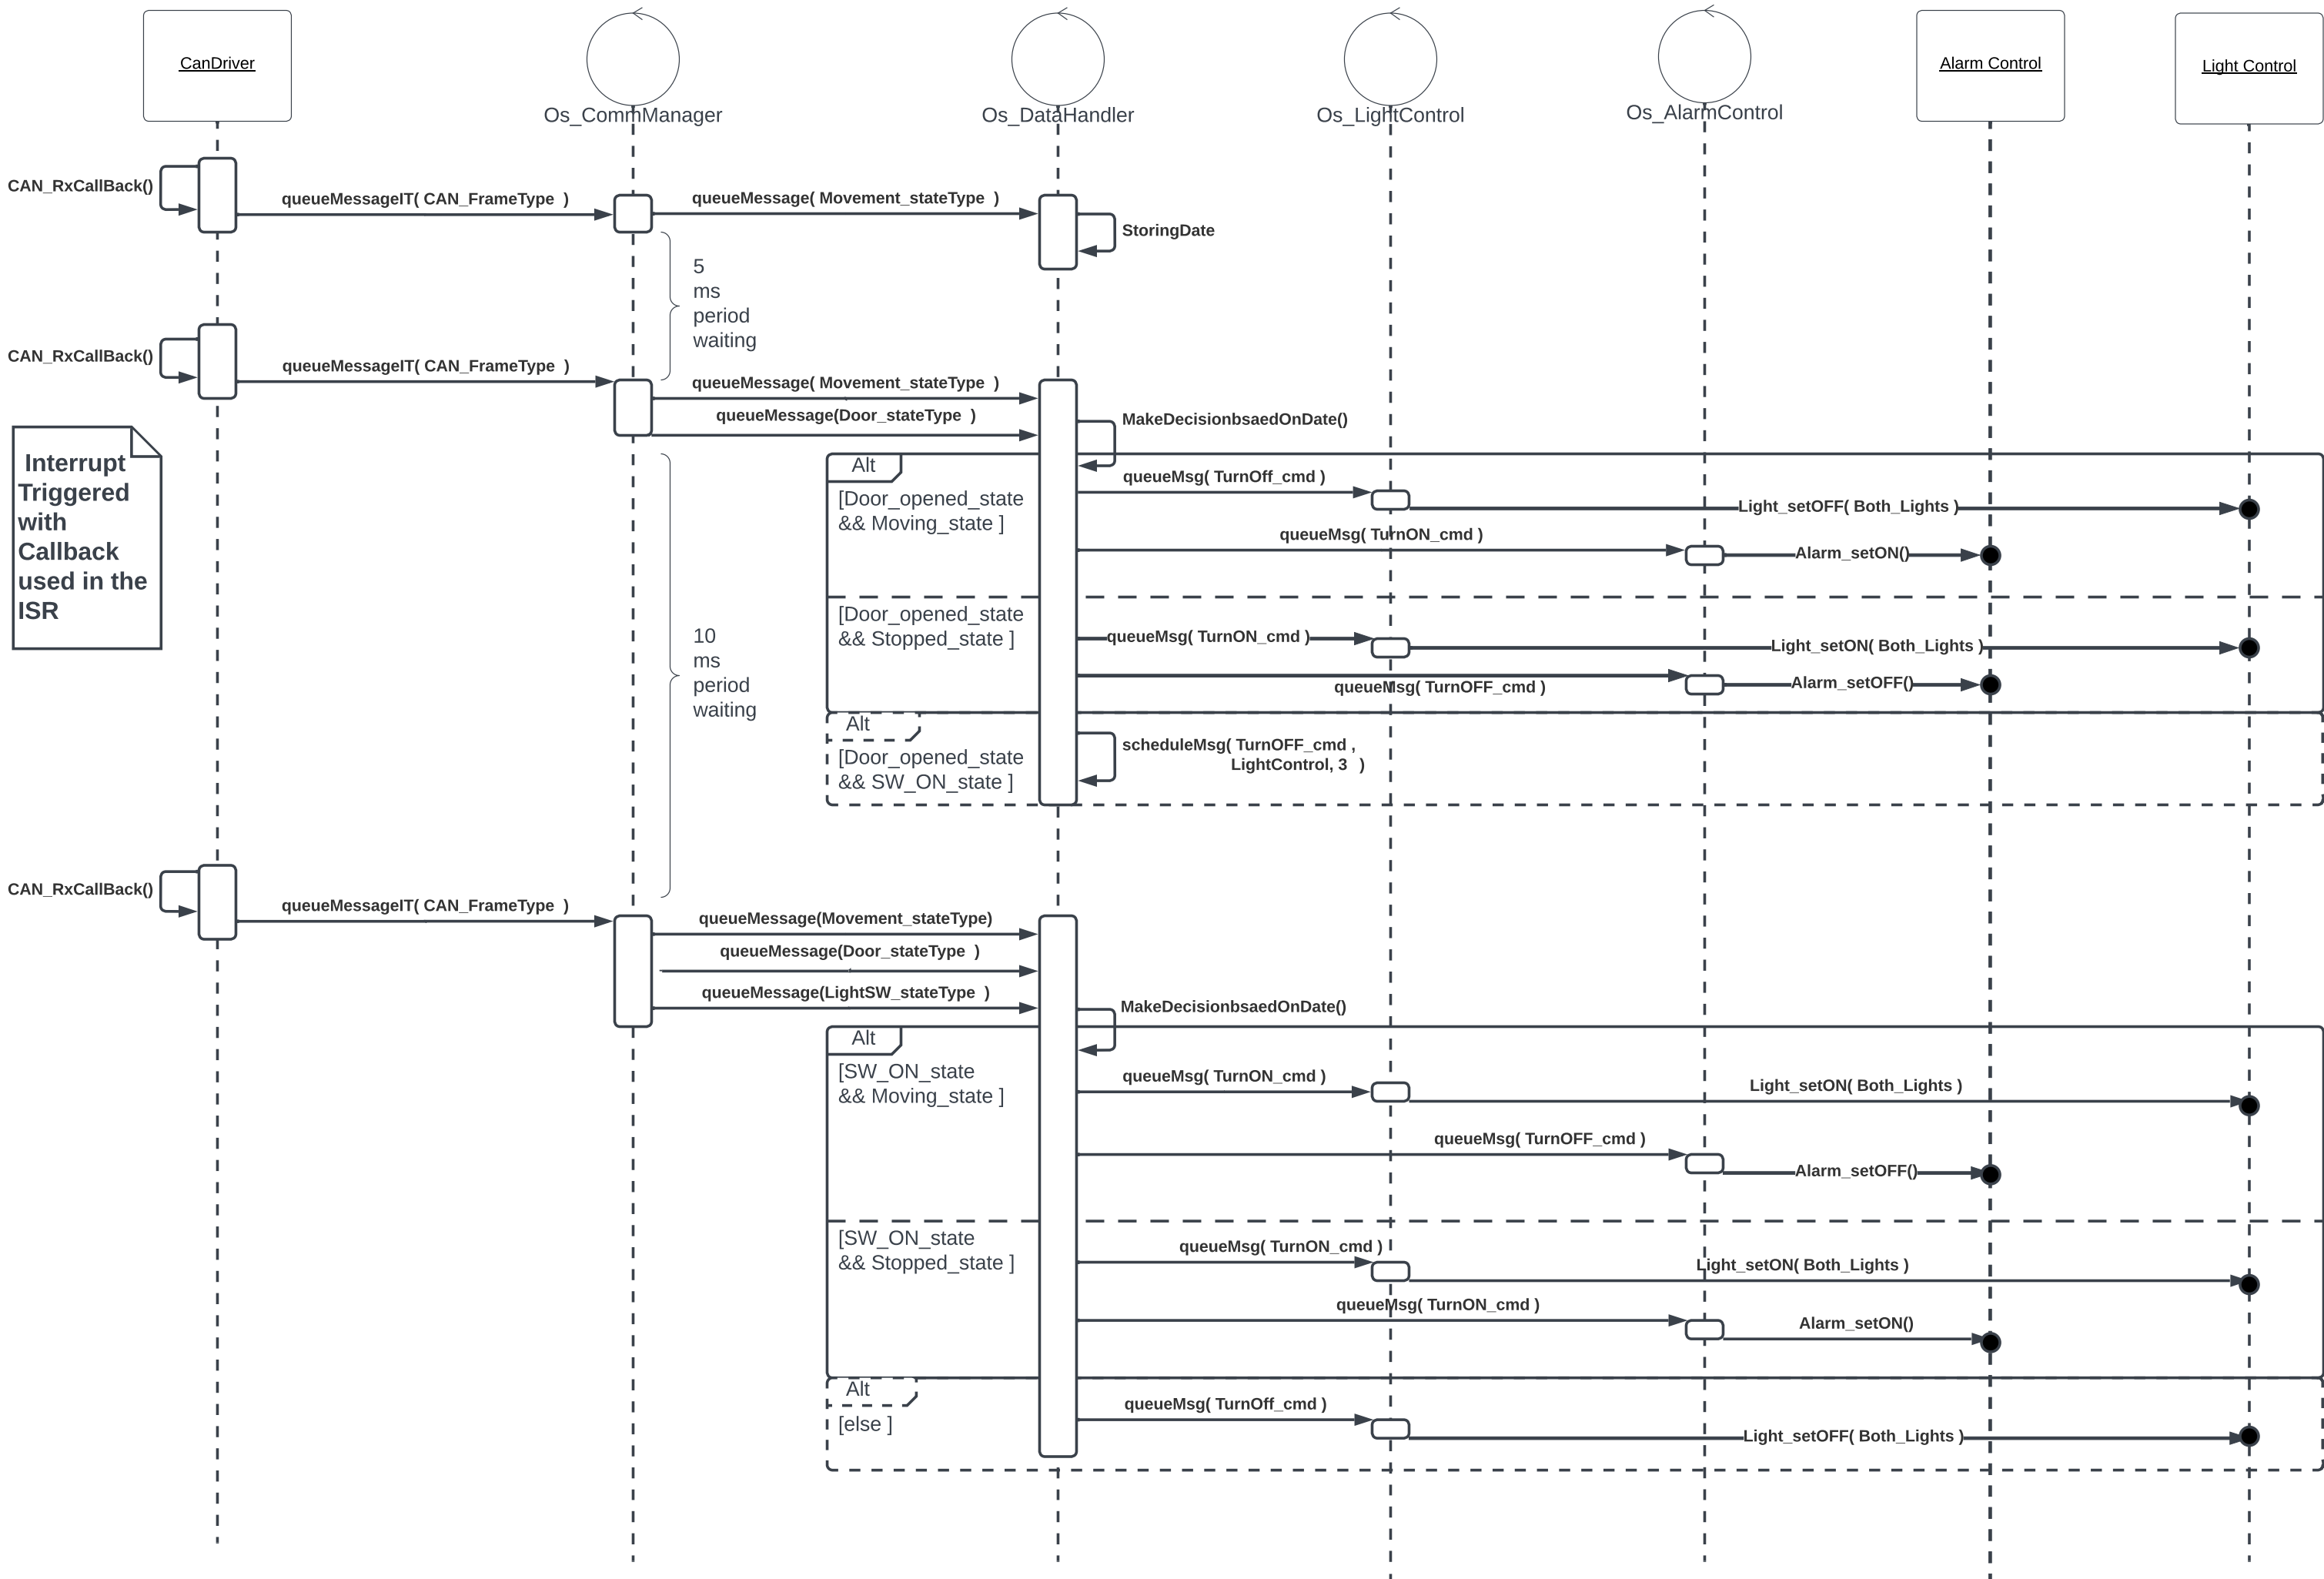 CanDriver
Os_CommManager
Os_DataHandler
Os_LightControl
Os_AlarmControl
Alarm Control
Light Control
CAN_RxCallBack()
queueMessageIT( CAN_FrameType )
queueMessage( Movement_stateType )
StoringDate
5
ms
period
waiting
CAN_RxCallBack()
queueMessageIT( CAN_FrameType )
queueMessage( Movement_stateType )
queueMessage(Door_stateType )
MakeDecisionbsaedOnDate()
Interrupt
Triggered
with
Callback
used in the
ISR
10
ms
period
waiting
Alt
[Door_opened_state
&& Moving_state ]
queueMsg( TurnOff_cmd )
Light_setOFF( Both_Lights )
queueMsg( TurnON_cmd )
Alarm_setON()
[Door_opened_state
&& Stopped_state ]
queueMsg( TurnON_cmd )
Light_setON( Both_Lights )
queueMsg( TurnOFF_cmd )
Alarm_setOFF()
Alt
[Door_opened_state
&& SW_ON_state ]
scheduleMsg( TurnOFF_cmd ,
LightControl, 3 )
CAN_RxCallBack()
queueMessageIT( CAN_FrameType )
queueMessage(Movement_stateType)
queueMessage(Door_stateType )
queueMessage(LightSW_stateType )
MakeDecisionbsaedOnDate()
Alt
[SW_ON_state
&& Moving_state ]
queueMsg( TurnON_cmd )
Light_setON( Both_Lights )
queueMsg( TurnOFF_cmd )
Alarm_setOFF()
[SW_ON_state
&& Stopped_state ]
queueMsg( TurnON_cmd )
Light_setON( Both_Lights )
queueMsg( TurnON_cmd )
Alarm_setON()
Alt
[else ]
queueMsg( TurnOff_cmd )
Light_setOFF( Both_Lights )